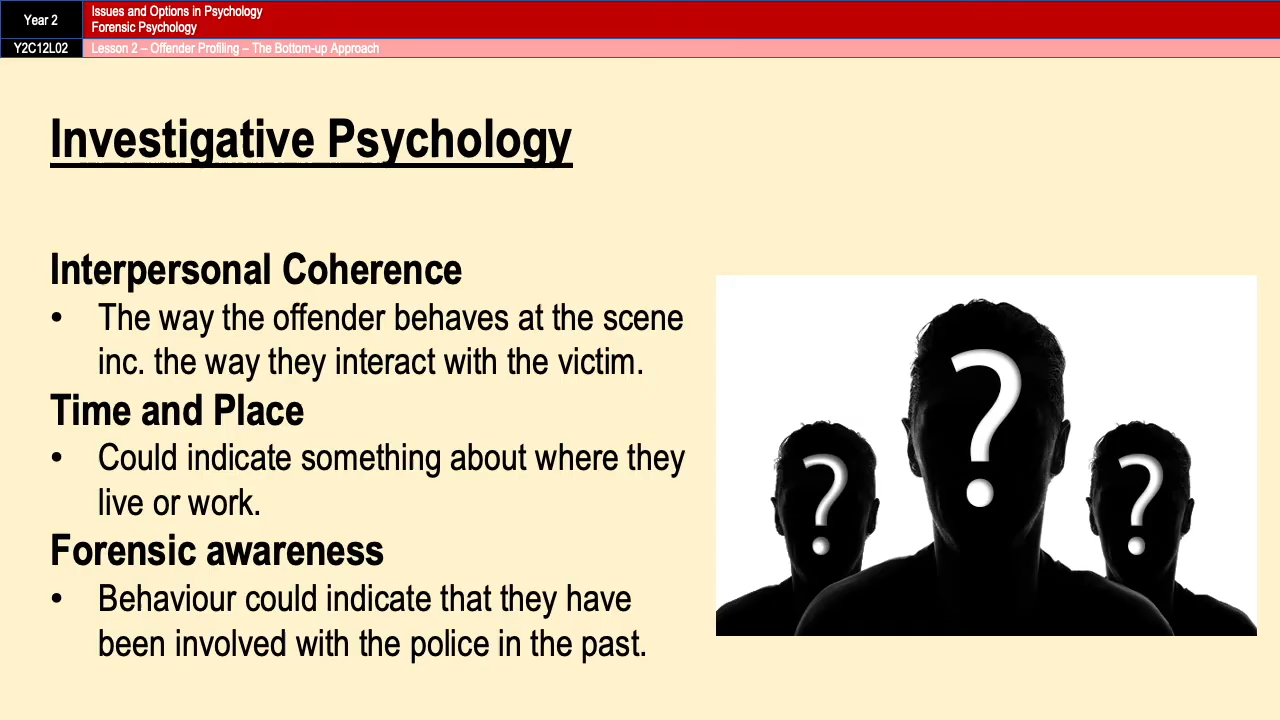 Year 2
Issues and Options in Psychology
Forensic Psychology
Y2C12L02
Lesson 2 – Offender Profiling – The Bottom-up Approach
Investigative Psychology
Interpersonal Coherence
• The way the offender behaves at the scene
inc. the way they interact with the victim.
Time and Place
• Could indicate something about where they
live or work.
Forensic awareness
• Behaviour could indicate that they have
been involved with the police in the past.
?
?
?